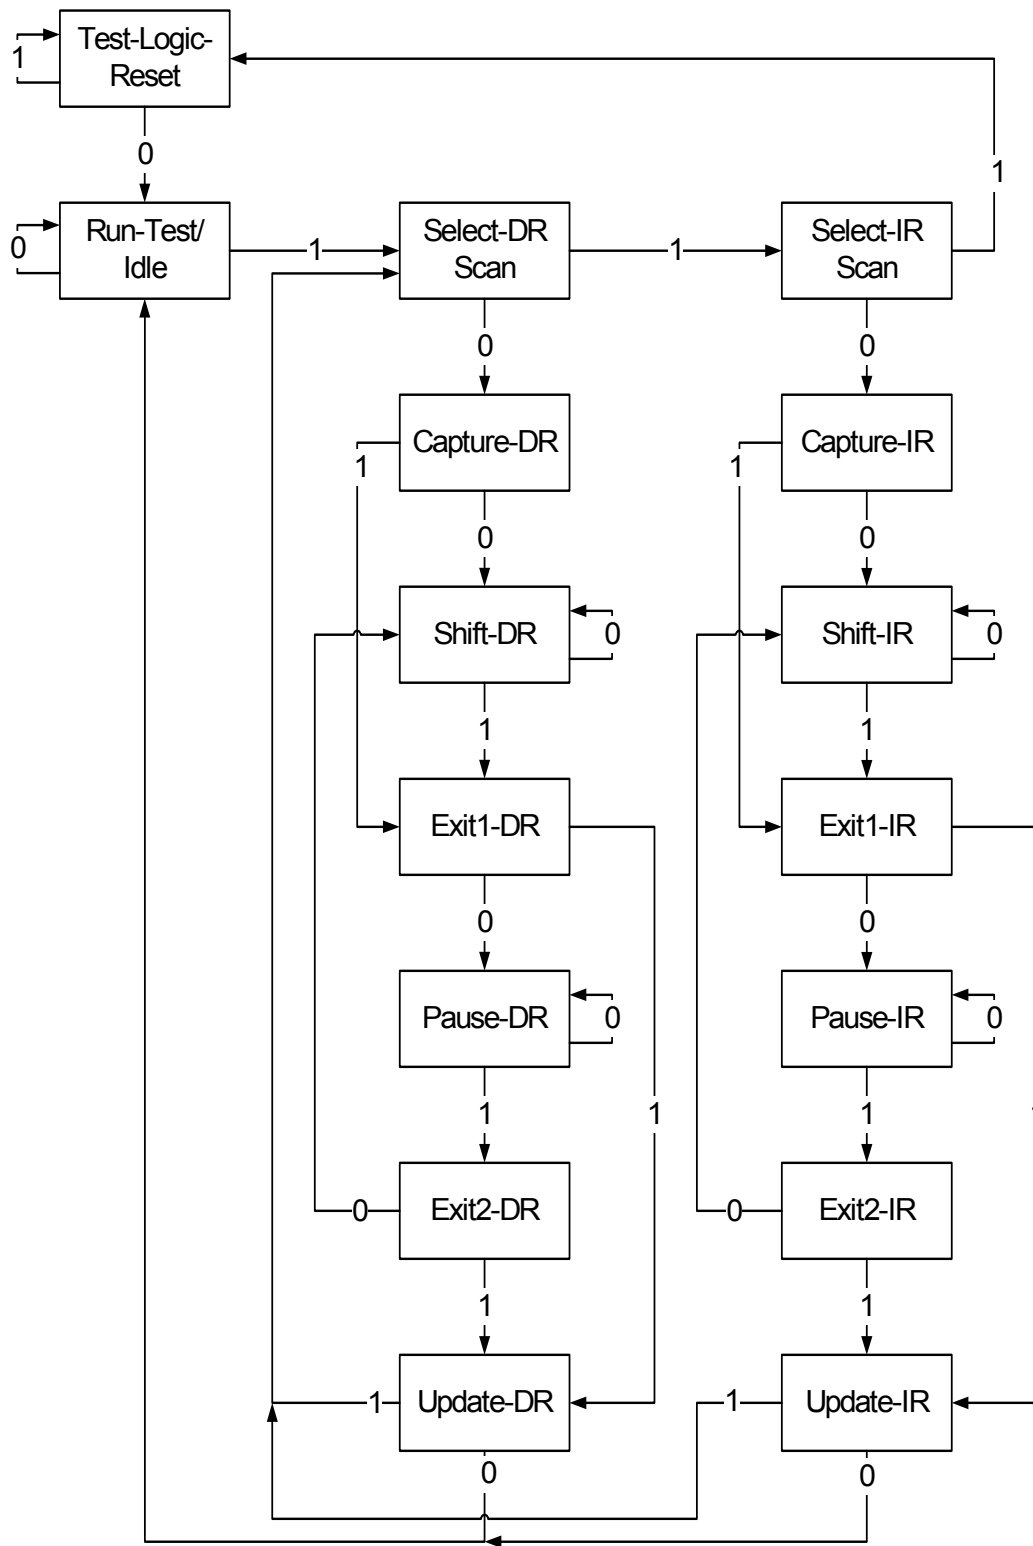 Test-Logic-
Reset
1
0
1
Run-Test/
Idle
0
1
Select-DR
Scan
1
Select-IR
Scan
0
0
Capture-DR
1
Capture-IR
1
0
0
Shift-DR
0
Shift-IR
0
1
1
Exit1-DR
Exit1-IR
0
0
Pause-DR
0
Pause-IR
0
1
1
1
Exit2-DR
0
Exit2-IR
0
1
1
Update-DR
1
Update-IR
1
0
0